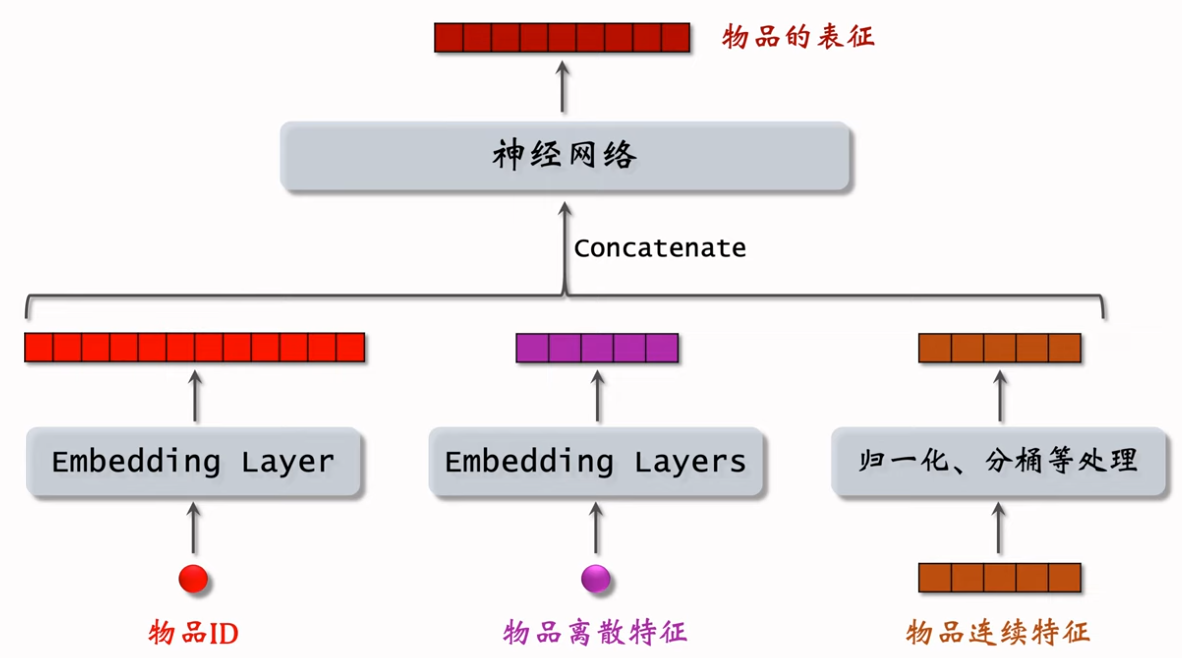 物品的表征
神经网络
Concatenate
Embedding Layer
Embedding Layers
归一化、分桶等处理
物品ID
物品离散特征
物品连续特征